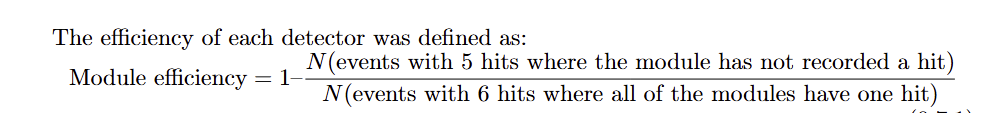 The efficiency of each detector was defined as:
Module efficiency = 1– N(events with 5 hits where the module has not recorded a hit)
N(events with 6 hits where all of the modules have one hit)